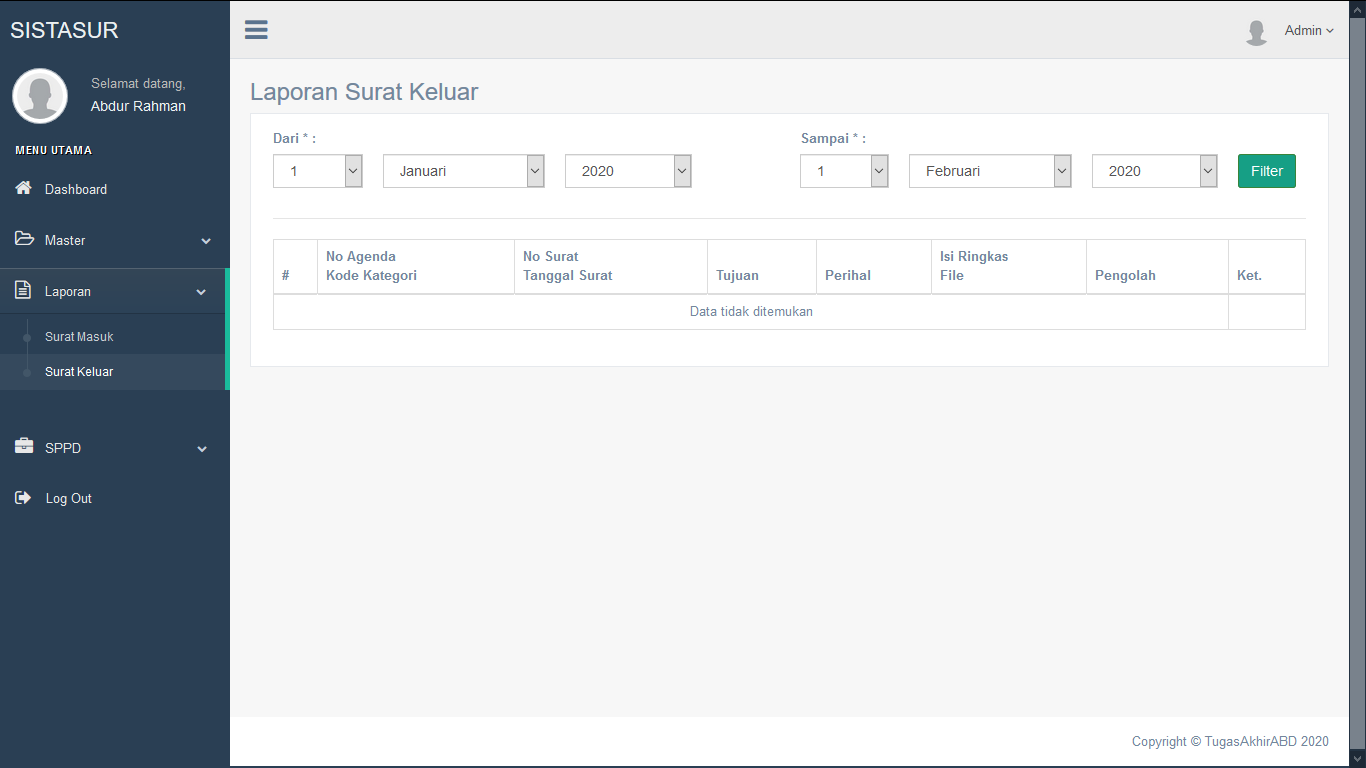 SISTASUR
Admin
Selamat datang,
Abdur Rahman
MENU UTAMA
Dashboard
Master
Laporan
Surat Masuk
Surat Keluar
SPPD
Log Out
Laporan Surat Keluar
Dari * :
Sampai * :
1 Januari 2020 1 Februari 2020 Filter
# No Agenda Kode Kategori No Surat Tanggal Surat Tujuan Perihal Isi Ringkas File Pengolah Ket.
Data tidak ditemukan
Copyright © TugasAkhirABD 2020